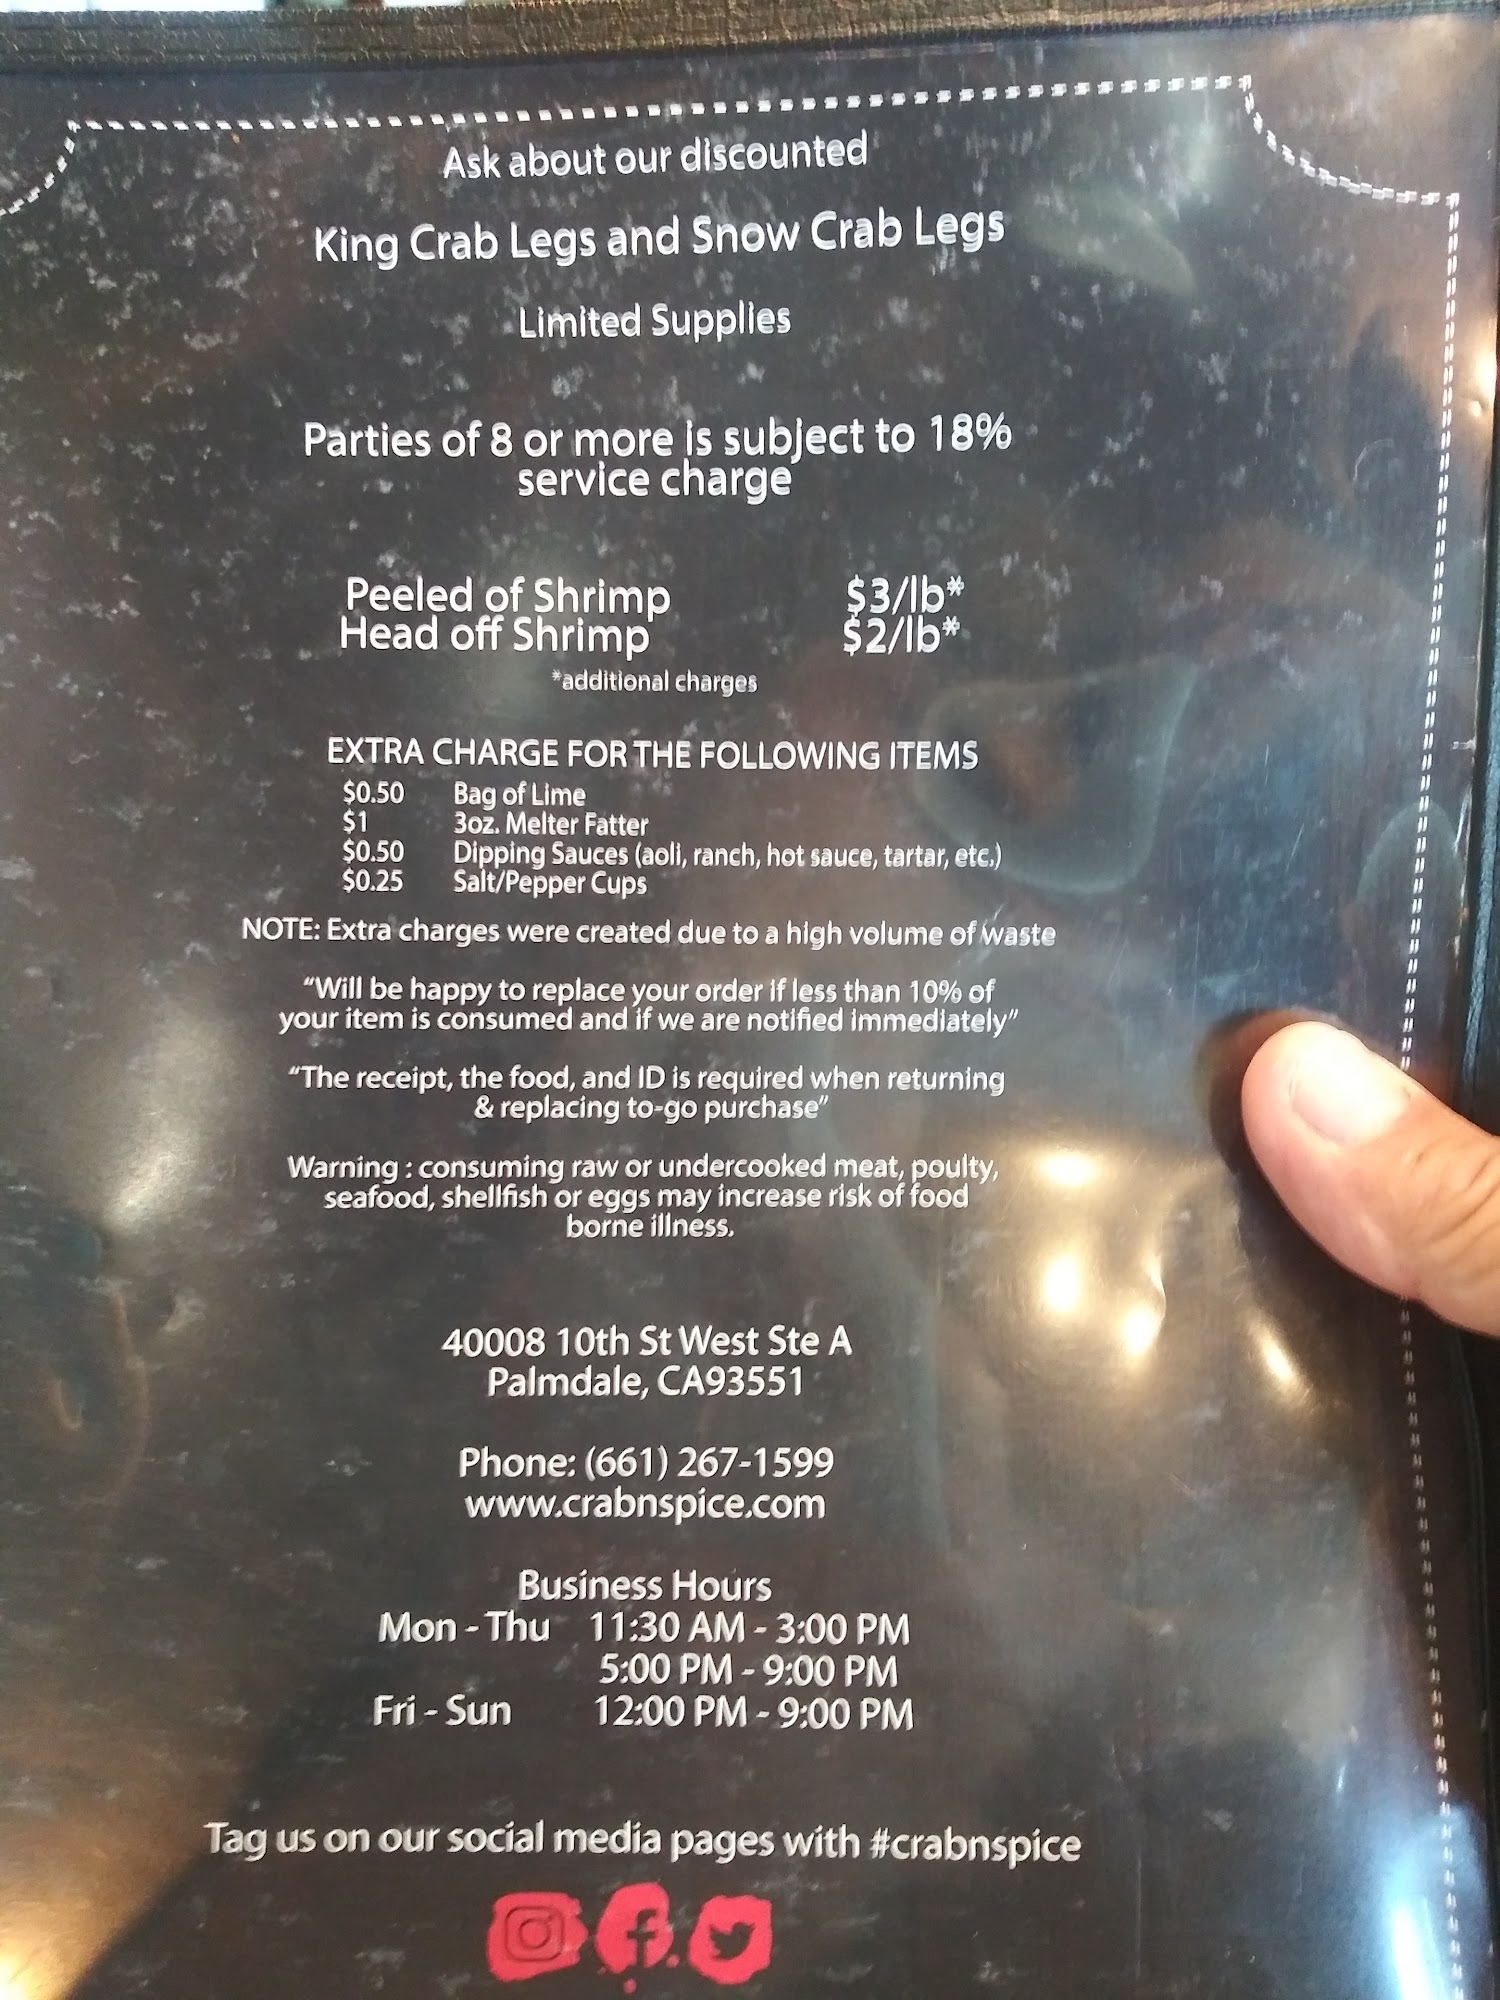 Ask about our discounted
King Crab Legs and Snow Crab Legs
Limited Supplies
Parties of 8 or more is subject to 18%
service charge
Peeled of Shrimp $3/lb*
Head off Shrimp $2/lb*
*additional charges
EXTRA CHARGE FOR THE FOLLOWING ITEMS
$0.50 Bag of Lime
$1 3oz. Melter Fatter
$0.50 Dipping Sauces (aoli, ranch, hot sauce, tartar, etc.)
$0.25 Salt/Pepper Cups
NOTE: Extra charges were created due to a high volume of waste
“Will be happy to replace your order if less than 10% of
your item is consumed and if we are notified immediately”
“The receipt, the food, and ID is required when returning
& replacing to-go purchase”
Warning : consuming raw or undercooked meat, poulty,
seafood, shellfish or eggs may increase risk of food
borne illness.
40008 10th St West Ste A
Palmdale, CA93551
Phone: (661) 267-1599
www.crabnspice.com
Business Hours
Mon - Thu 11:30 AM - 3:00 PM
5:00 PM - 9:00 PM
Fri - Sun 12:00 PM - 9:00 PM
Tag us on our social media pages with #crabnspice